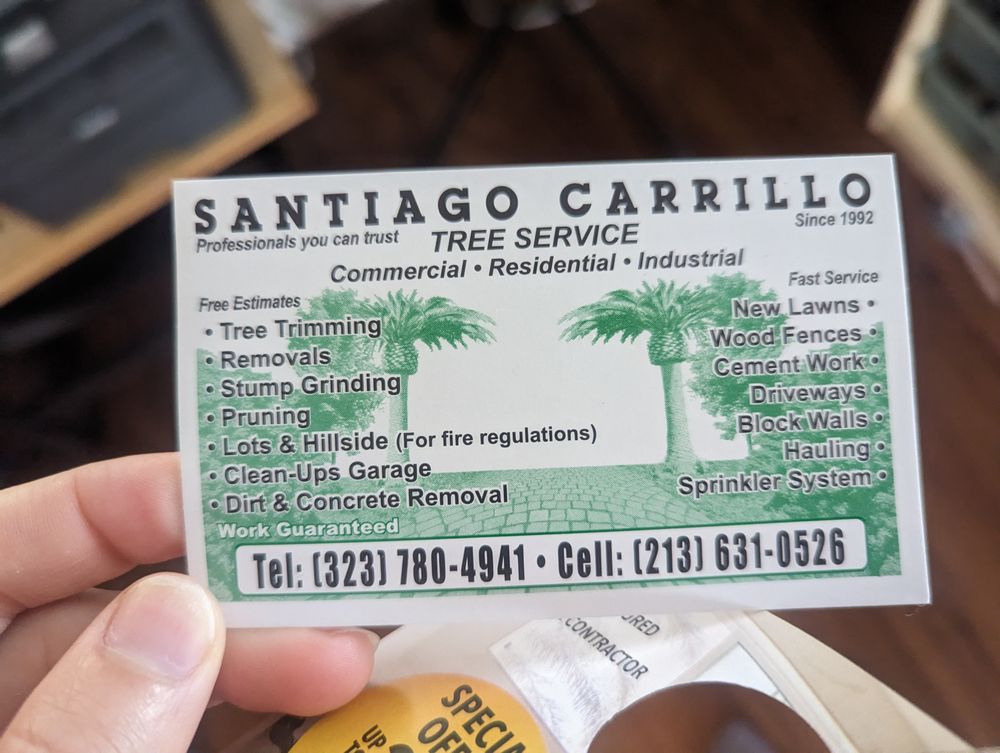 SANTIAGO CARRILLO
Professionals you can trust
TREE SERVICE
Since 1992
Commercial • Residential • Industrial
Free Estimates
• Tree Trimming
• Removals
• Stump Grinding
• Pruning
• Lots & Hillside (For fire regulations)
• Clean-Ups Garage
• Dirt & Concrete Removal
Work Guaranteed
Fast Service
New Lawns •
Wood Fences •
Cement Work •
Driveways •
Block Walls •
Hauling •
Sprinkler System •
Tel: (323) 780-4941 • Cell: (213) 631-0526
CONTRACTOR
UP